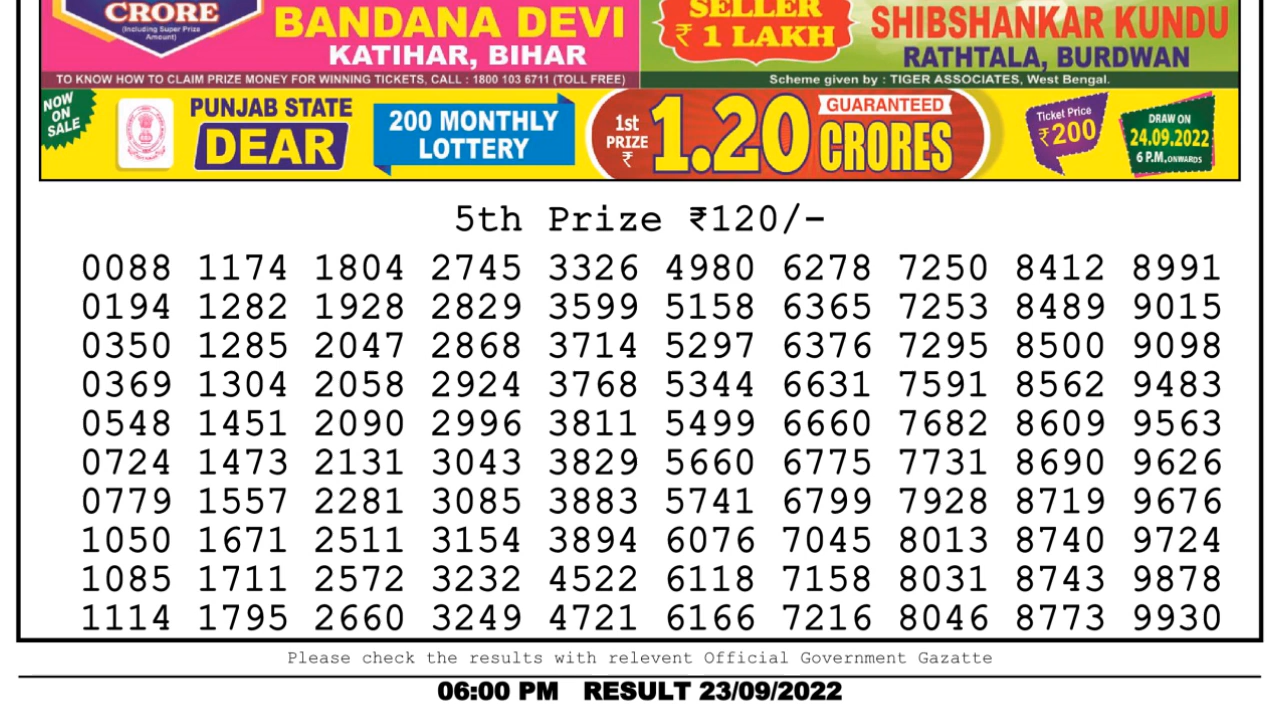 CRORE
(Including Super Prize
Amount)
BANDANA DEVI
KATIHAR, BIHAR
SELLER
₹ 1 LAKH
SHIBSHANKAR KUNDU
RATHTALA, BURDWAN
TO KNOW HOW TO CLAIM PRIZE MONEY FOR WINNING TICKETS, CALL : 1800 103 6711 (TOLL FREE)
Scheme given by : TIGER ASSOCIATES, West Bengal.
NOW
ON
SALE
PUNJAB STATE
DEAR
200 MONTHLY
LOTTERY
1st
PRIZE
₹
1.20
GUARANTEED
CRORES
Ticket Price
₹200
DRAW ON
24.09.2022
6 P.M. ONWARDS
5th Prize ₹120/-
0088 1174 1804 2745 3326 4980 6278 7250 8412 8991
0194 1282 1928 2829 3599 5158 6365 7253 8489 9015
0350 1285 2047 2868 3714 5297 6376 7295 8500 9098
0369 1304 2058 2924 3768 5344 6631 7591 8562 9483
0548 1451 2090 2996 3811 5499 6660 7682 8609 9563
0724 1473 2131 3043 3829 5660 6775 7731 8690 9626
0779 1557 2281 3085 3883 5741 6799 7928 8719 9676
1050 1671 2511 3154 3894 6076 7045 8013 8740 9724
1085 1711 2572 3232 4522 6118 7158 8031 8743 9878
1114 1795 2660 3249 4721 6166 7216 8046 8773 9930
Please check the results with relevent Official Government Gazatte
06:00 PM RESULT 23/09/2022